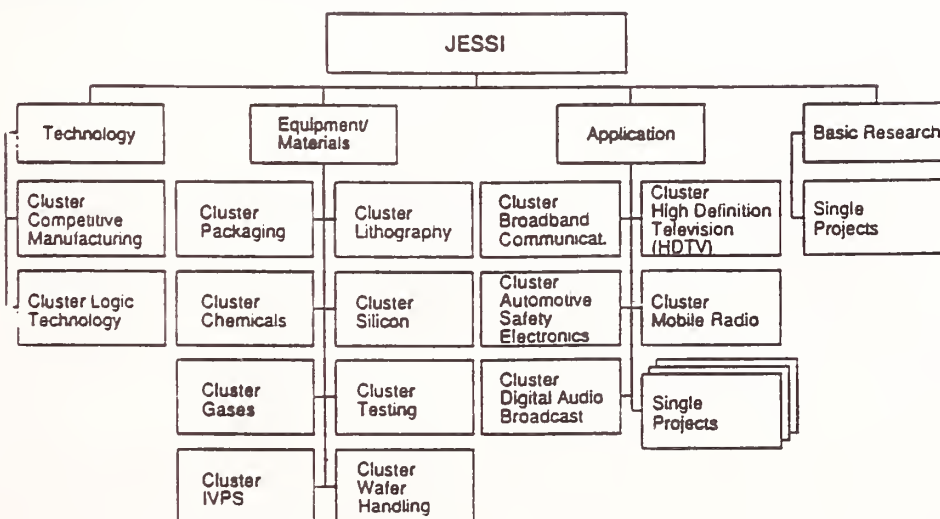 JESSI
Technology
Equipment/
Materials
Application
Basic Research
Cluster
Competitive
Manufacturing
Cluster
Packaging
Cluster
Lithography
Cluster
Broadband
Communicat.
Cluster
High Definition
Television
(HDTV)
Single
Projects
Cluster Logic
Technology
Cluster
Chemicals
Cluster
Silicon
Cluster
Automotive
Safety
Electronics
Cluster
Mobile Radio
Cluster
Gases
Cluster
Testing
Cluster
Digital Audio
Broadcast
Single
Projects
Cluster
IVPS
Cluster
Wafer
Handling